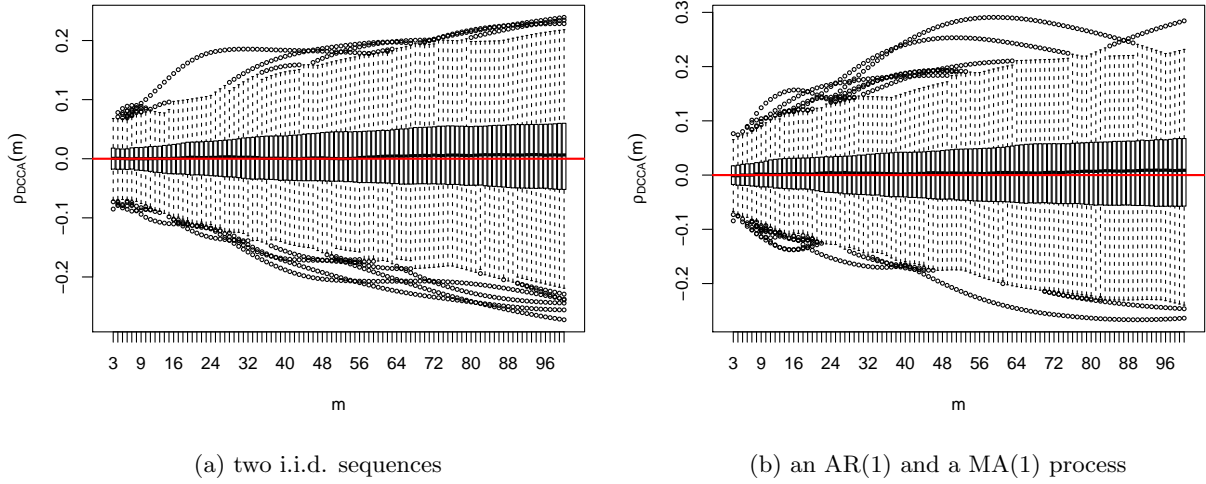 0.2
0.1
0.0
−0.1
−0.2
ρDCCA(m)
3 9 16 24 32 40 48 56 64 72 80 88 96
m
(a) two i.i.d. sequences
0.3
0.2
0.1
0.0
−0.1
−0.2
ρDCCA(m)
3 9 16 24 32 40 48 56 64 72 80 88 96
m
(b) an AR(1) and a MA(1) process